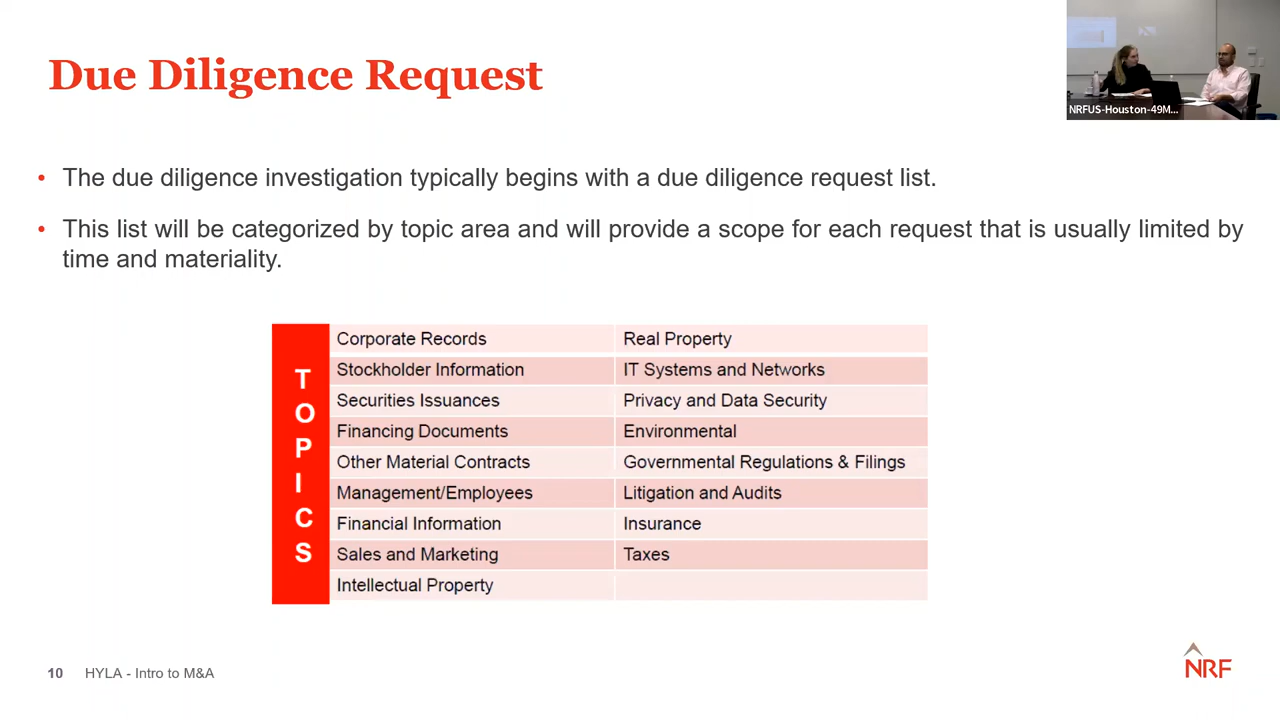 Due Diligence Request
NRFUS-Houston-49M...
• The due diligence investigation typically begins with a due diligence request list.
• This list will be categorized by topic area and will provide a scope for each request that is usually limited by
time and materiality.
TOPICS
Corporate Records Real Property
Stockholder Information IT Systems and Networks
Securities Issuances Privacy and Data Security
Financing Documents Environmental
Other Material Contracts Governmental Regulations & Filings
Management/Employees Litigation and Audits
Financial Information Insurance
Sales and Marketing Taxes
Intellectual Property
10 HYLA - Intro to M&A
NRF